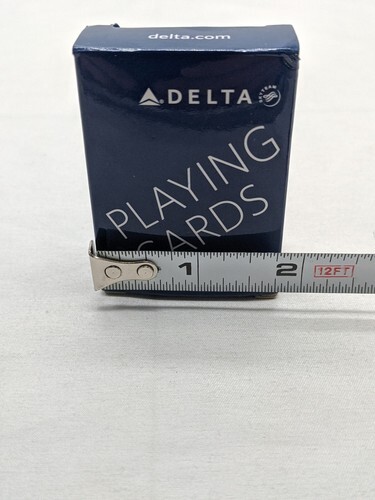 delta.com
DELTA
PLAYING
CARDS
1 2 12FT